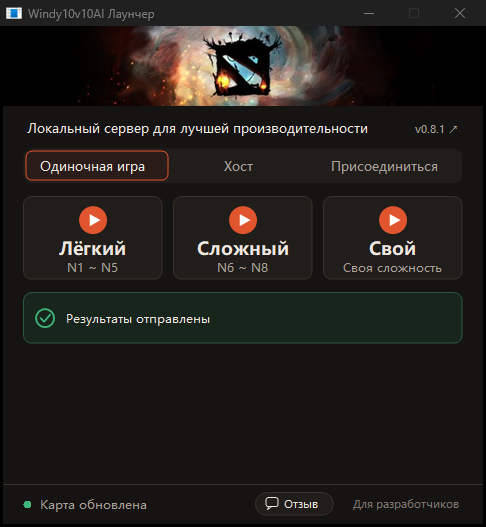 Windy10v10AI Лаунчер
Локальный сервер для лучшей производительности
v0.8.1 ↗
Одиночная игра
Хост
Присоединиться
Лёгкий
N1 ~ N5
Сложный
N6 ~ N8
Свой
Своя сложность
Результаты отправлены
Карта обновлена
Отзыв
Для разработчиков